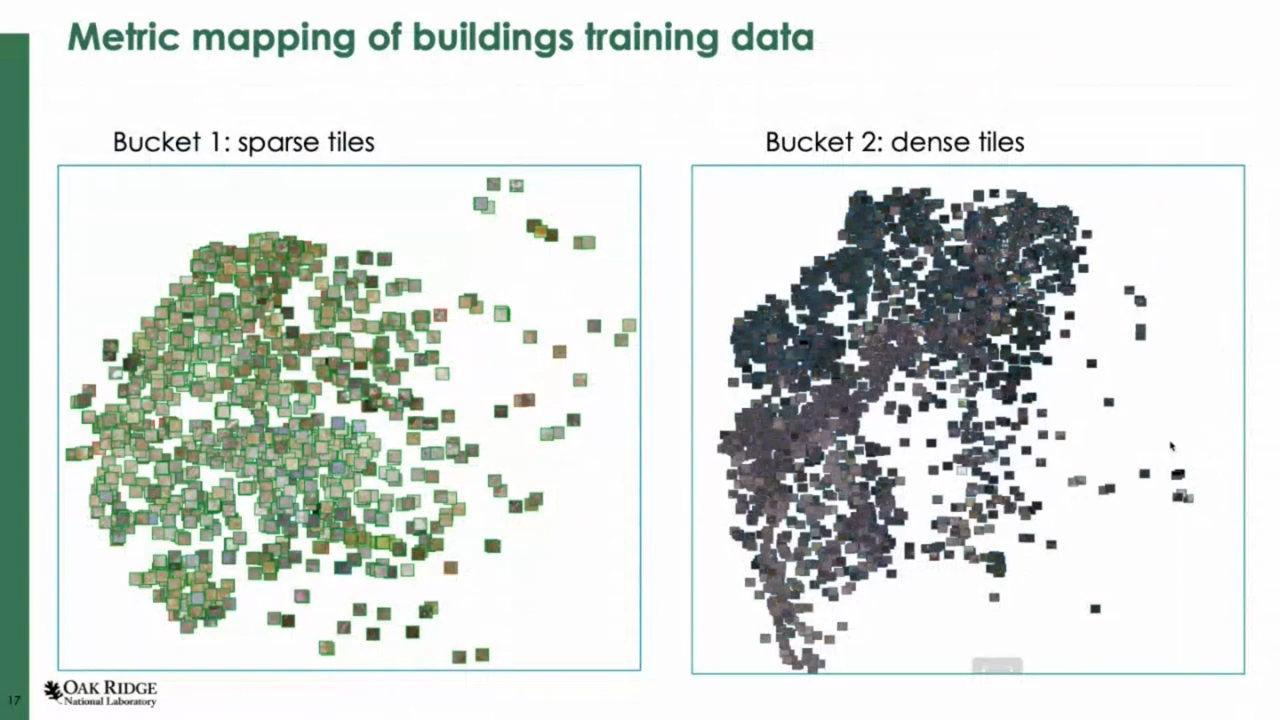 Metric mapping of buildings training data
Bucket 1: sparse tiles
Bucket 2: dense tiles
17
OAK RIDGE
National Laboratory